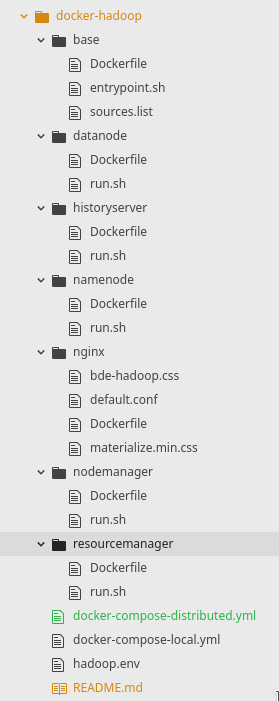 docker-hadoop
base
Dockerfile
entrypoint.sh
sources.list
datanode
Dockerfile
run.sh
historyserver
Dockerfile
run.sh
namenode
Dockerfile
run.sh
nginx
bde-hadoop.css
default.conf
Dockerfile
materialize.min.css
nodemanager
Dockerfile
run.sh
resourcemanager
Dockerfile
run.sh
docker-compose-distributed.yml
docker-compose-local.yml
hadoop.env
README.md